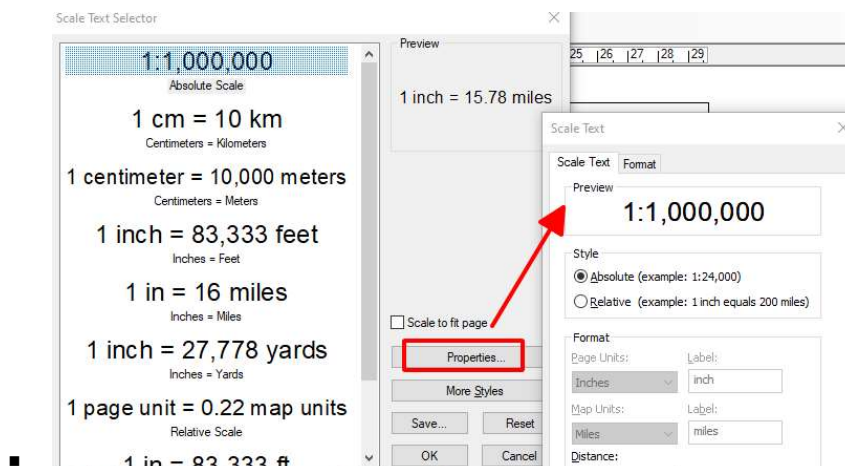 Scale Text Selector
1:1,000,000
Absolute Scale
1 cm = 10 km
Centimeters = Kilometers
1 centimeter = 10,000 meters
Centimeters = Meters
1 inch = 83,333 feet
Inches = Feet
1 in = 16 miles
Inches = Miles
1 inch = 27,778 yards
Inches = Yards
1 page unit = 0.22 map units
Relative Scale
1 in = 83,333 ft
Preview
1 inch = 15.78 miles
Scale to fit page
Properties...
More Styles
Save...
Reset
OK
Cancel
25 26 27 28 29
Scale Text
Scale Text
Format
Preview
1:1,000,000
Style
Absolute (example: 1:24,000)
Relative (example: 1 inch equals 200 miles)
Format
Page Units:
Label:
Inches
inch
Map Units:
Label:
Miles
miles
Distance: